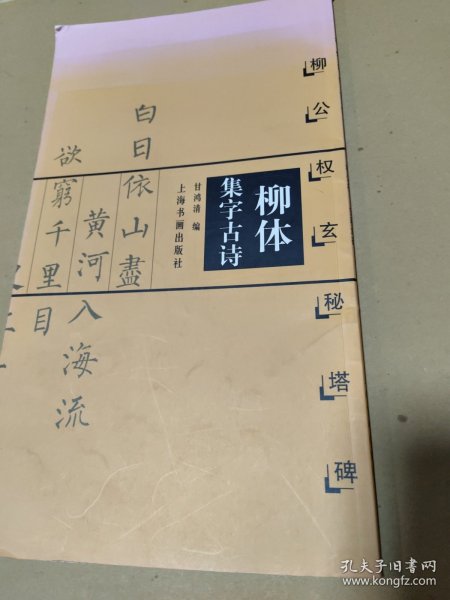 柳公权玄秘塔碑
柳体
集字古诗
甘鸿清 编
上海书画出版社
白日依山盡
黄河入海流
欲窮千里目
孔夫子旧书网
www.kongfz.com